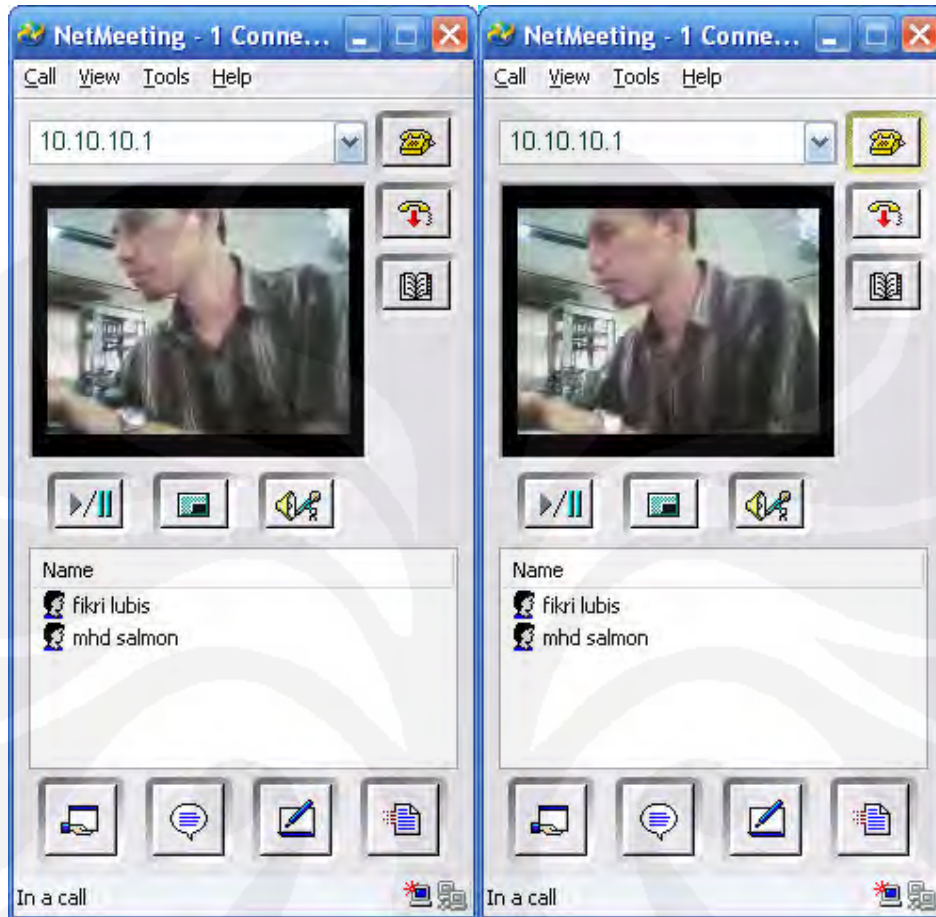 NetMeeting - 1 Conne...
Call View Tools Help
10.10.10.1
Name
fikri lubis
mhd salmon
In a call
NetMeeting - 1 Conne...
Call View Tools Help
10.10.10.1
Name
fikri lubis
mhd salmon
In a call